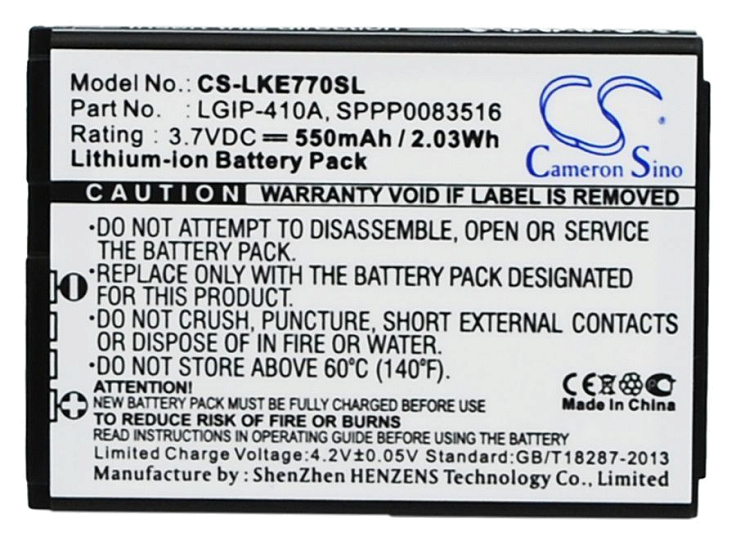 Model No.: CS-LKE770SL
Part No. : LGIP-410A, SPPP0083516
Rating : 3.7VDC ⎓ 550mAh / 2.03Wh
Lithium-ion Battery Pack
CS
Cameron Sino
CAUTION WARRANTY VOID IF LABEL IS REMOVED
·DO NOT ATTEMPT TO DISASSEMBLE, OPEN OR SERVICE
THE BATTERY PACK.
·REPLACE ONLY WITH THE BATTERY PACK DESIGNATED
FOR THIS PRODUCT.
·DO NOT CRUSH, PUNCTURE, SHORT EXTERNAL CONTACTS
OR DISPOSE OF IN FIRE OR WATER.
·DO NOT STORE ABOVE 60°C (140°F).
ATTENTION:
NEW BATTERY PACK MUST BE FULLY CHARGED BEFORE USE
TO REDUCE RISK OF FIRE OR BURNS
READ INSTRUCTIONS IN OPERATING GUIDE BEFORE USE
Limited Charge Voltage:4.2V±0.05V Standard:GB/T18287-2013
Manufacture by : ShenZhen HENZENS Technology Co., Ltd.
CE
Made In China